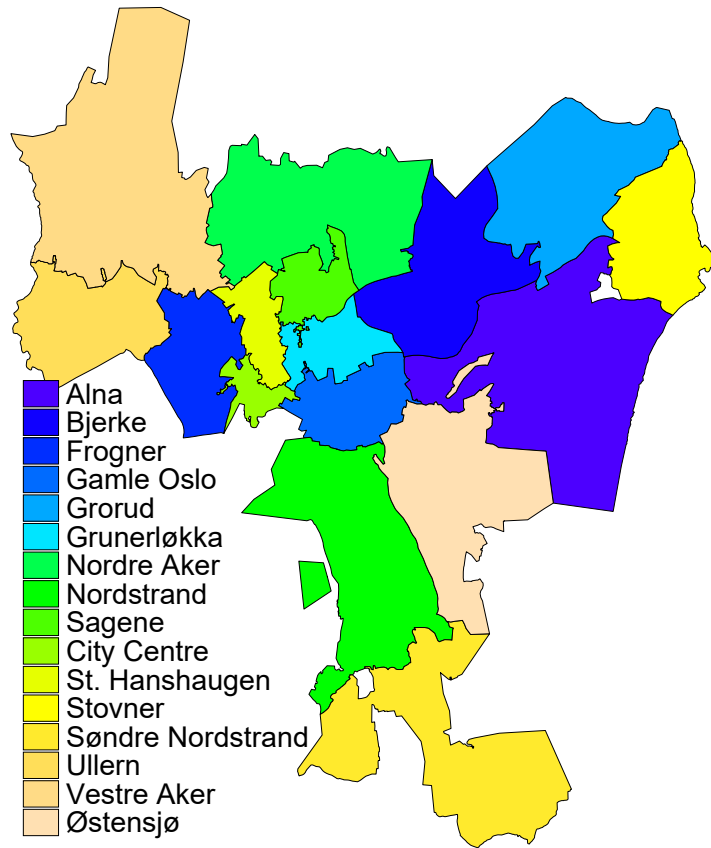 Alna
Bjerke
Frogner
Gamle Oslo
Grorud
Grunerløkka
Nordre Aker
Nordstrand
Sagene
City Centre
St. Hanshaugen
Stovner
Søndre Nordstrand
Ullern
Vestre Aker
Østensjø